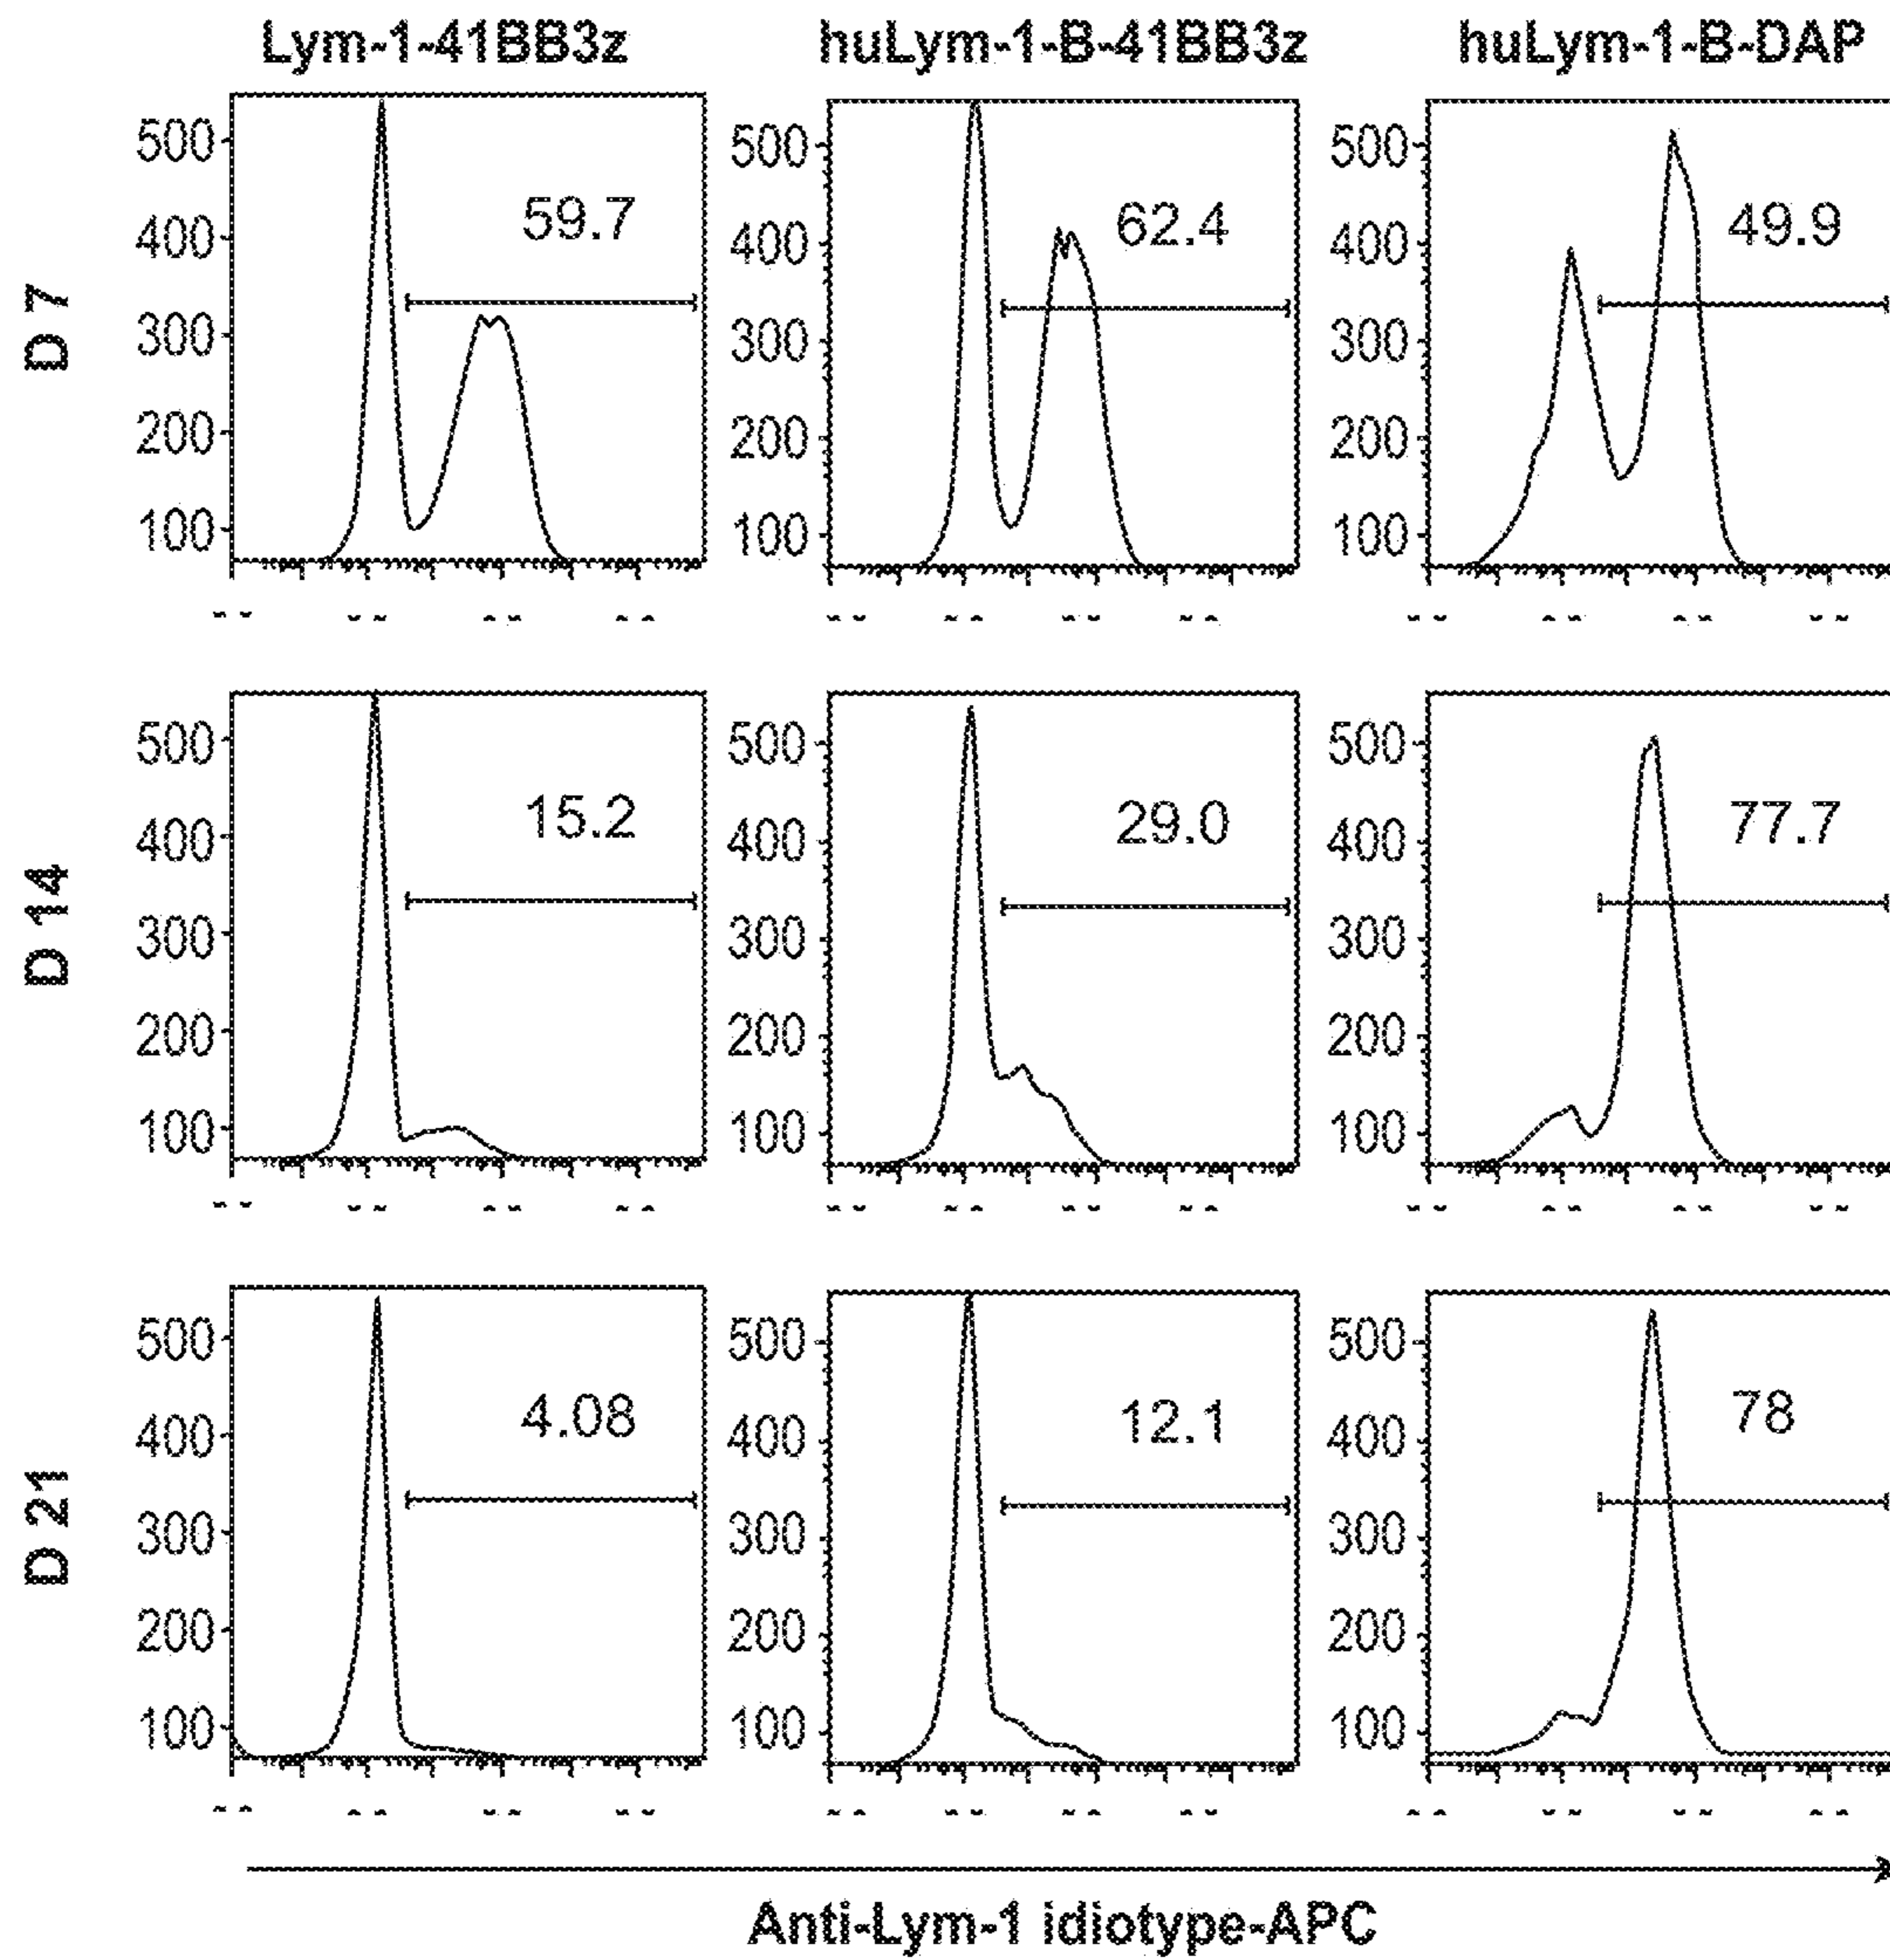 Lym-1-41BB3z huLym-1-B-41BB3z huLym-1-B-DAP
D 7
500 400 300 200 100
59.7
500 400 300 200 100
62.4
500 400 300 200 100
49.9
D 14
500 400 300 200 100
15.2
500 400 300 200 100
29.0
500 400 300 200 100
77.7
D 21
500 400 300 200 100
4.08
500 400 300 200 100
12.1
500 400 300 200 100
78
Anti-Lym-1 idiotype-APC